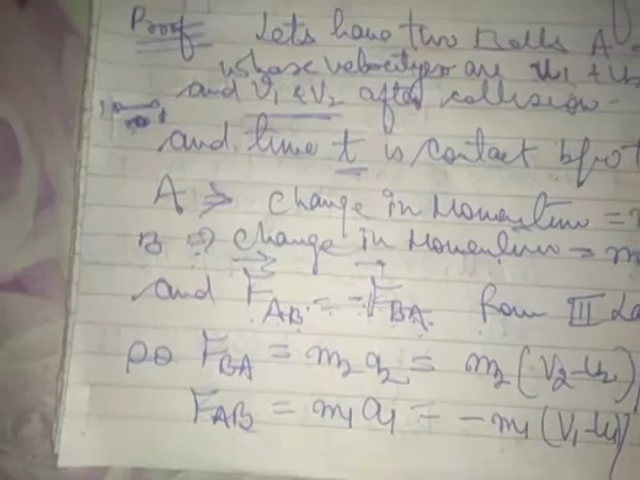 Proof Lets have two Balls A
whose velocityes are u1 + u2
and V1 & V2 after collision -
and time t is contact
A ⇒ change in Momentum =
B ⇒ change in Momentum = m
and F⃗AB = -F⃗BA from III La
so FBA = m2 a2 = m2 (V2-u2)
FAB = m1 a1 = - m1 (V1-u1)